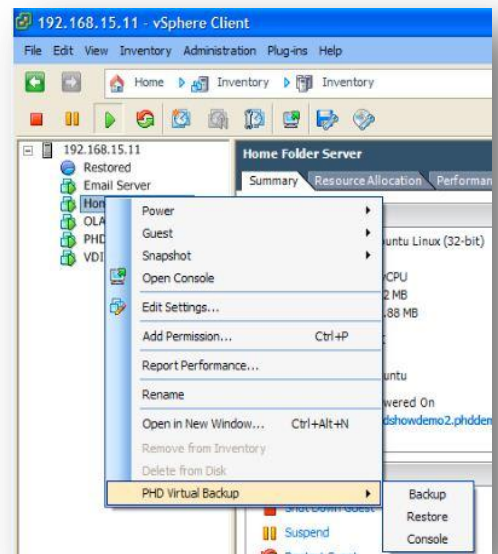 192.168.15.11 - vSphere Client
File Edit View Inventory Administration Plug-ins Help
Home Inventory Inventory
192.168.15.11
Restored
Email Server
Hom
OLA
PHD
VDI
Home Folder Server
Summary Resource Allocation Performan
Power
Guest
Snapshot
Open Console
Edit Settings...
Add Permission... Ctrl+P
Report Performance...
Rename
Open in New Window... Ctrl+Alt+N
Remove from Inventory
Delete from Disk
PHD Virtual Backup
Backup
Restore
Console
untu Linux (32-bit)
CPU
2 MB
.88 MB
untu
wered On
dshowdemo2.phdden
Shut Down Guest
Suspend